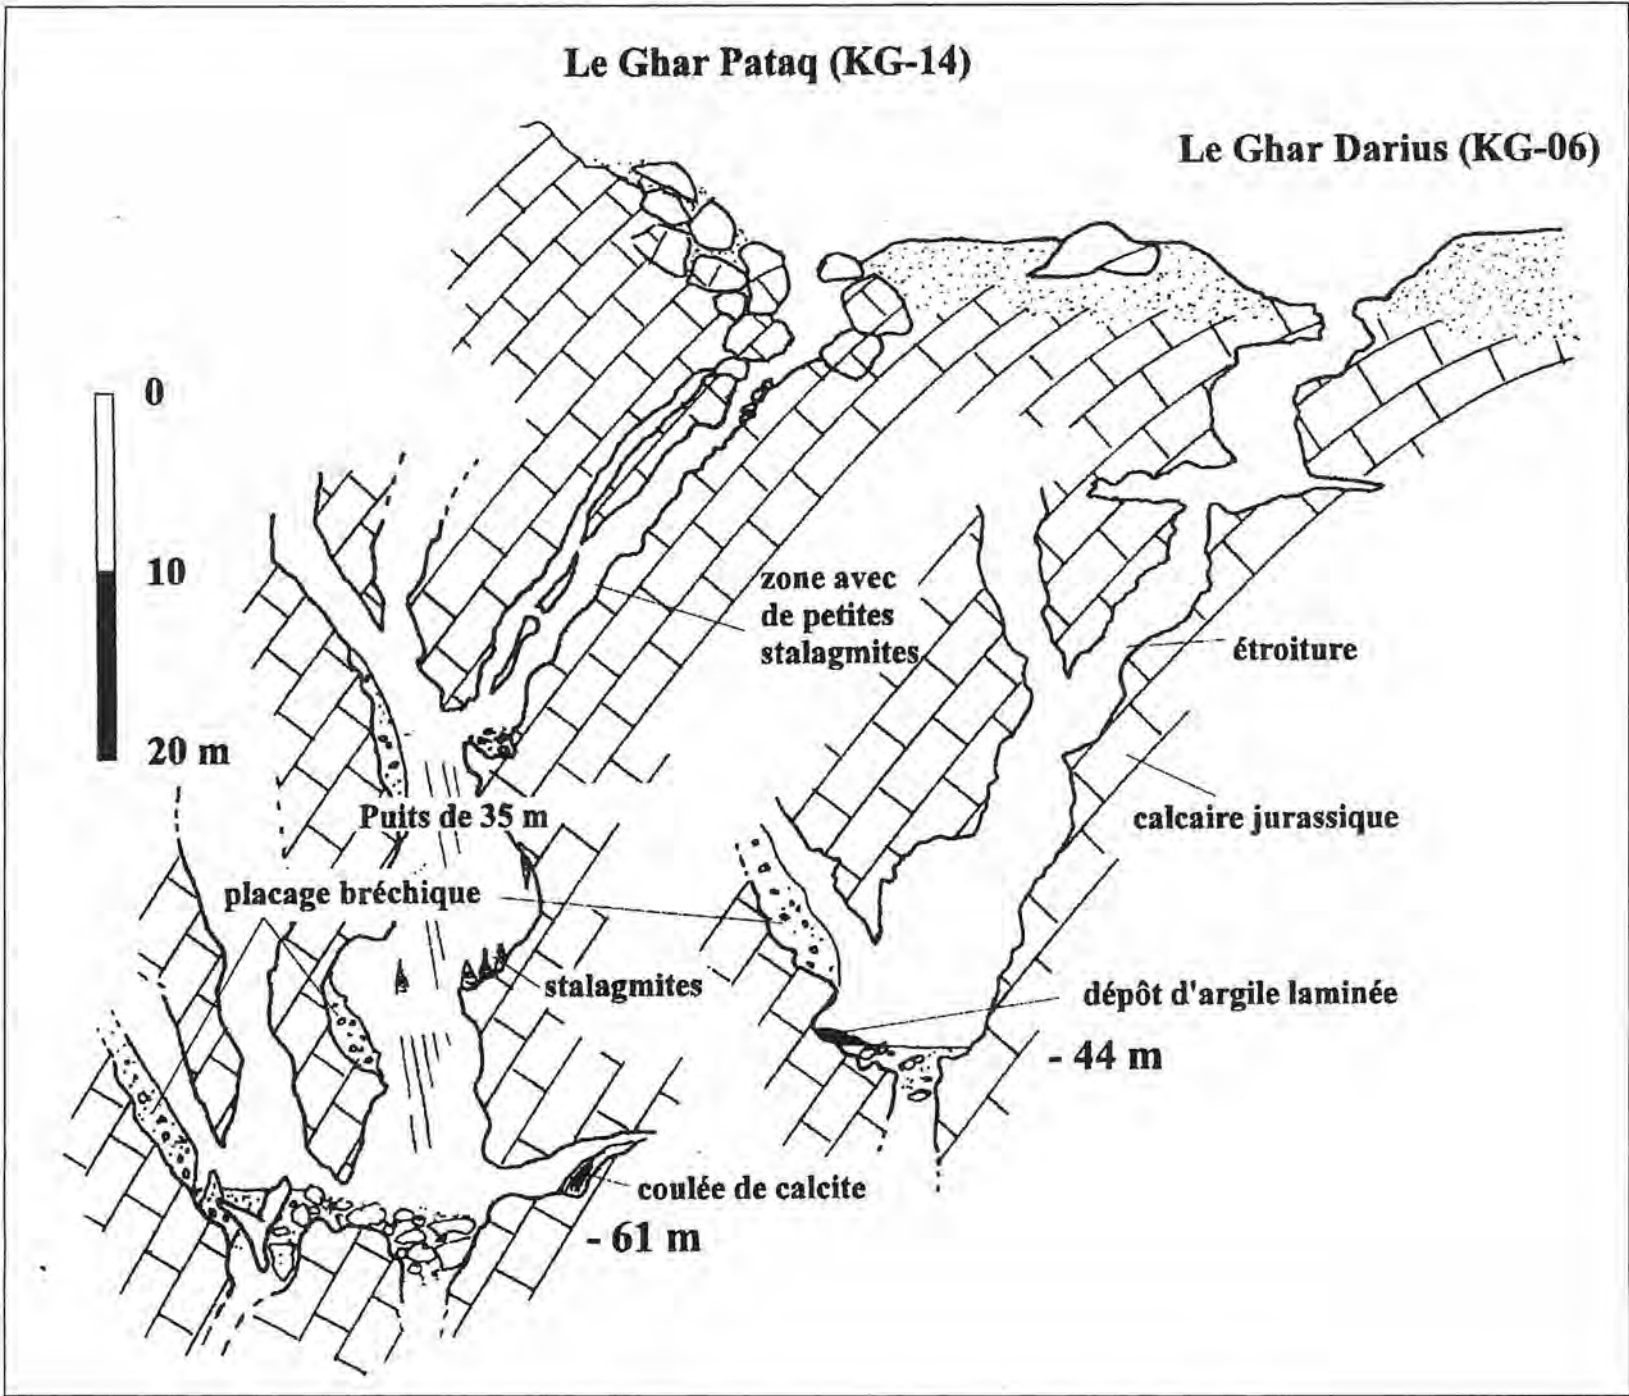 Le Ghar Pataq (KG-14)
Le Ghar Darius (KG-06)
0
10
20 m
zone avec
de petites
stalagmites
étroiture
Puits de 35 m
calcaire jurassique
placage bréchique
stalagmites
dépôt d'argile laminée
- 44 m
coulée de calcite
- 61 m